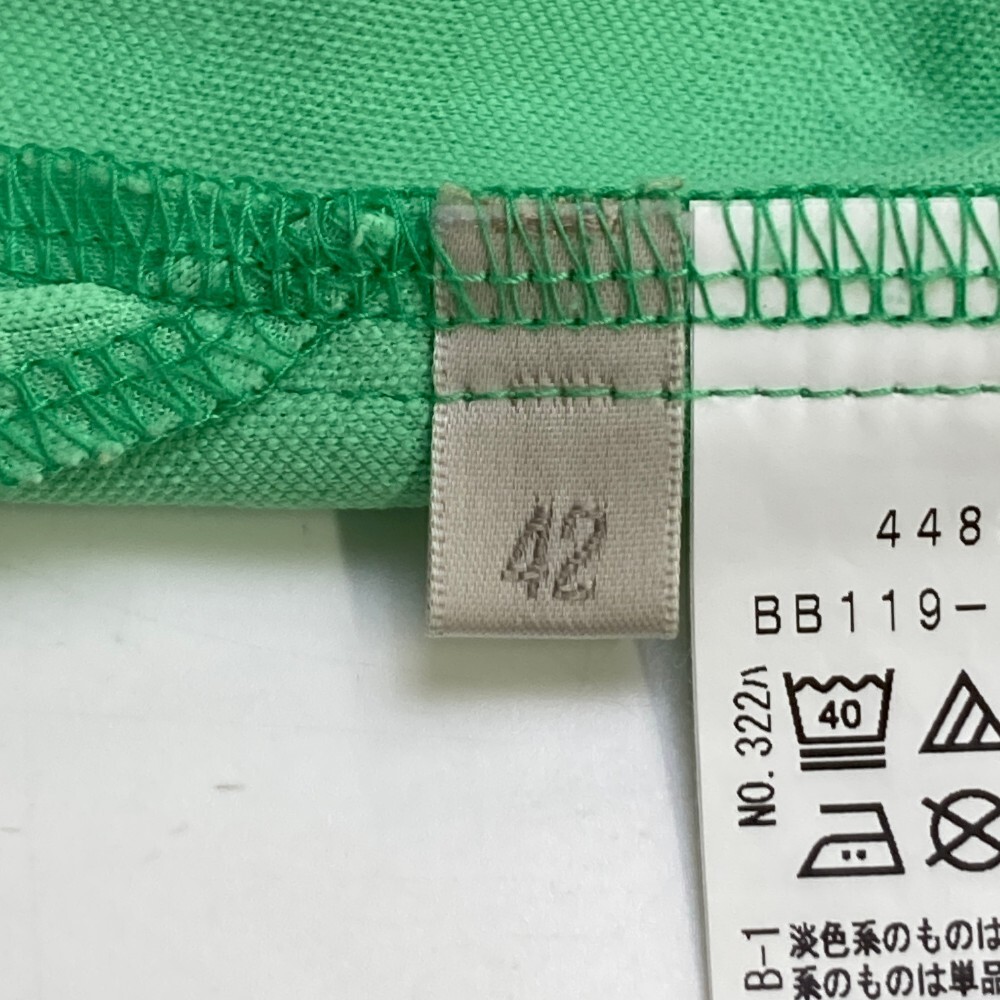 42
448
BB119-
NO. 322ハ
40
B-1
淡色系のものは
系のものは単品